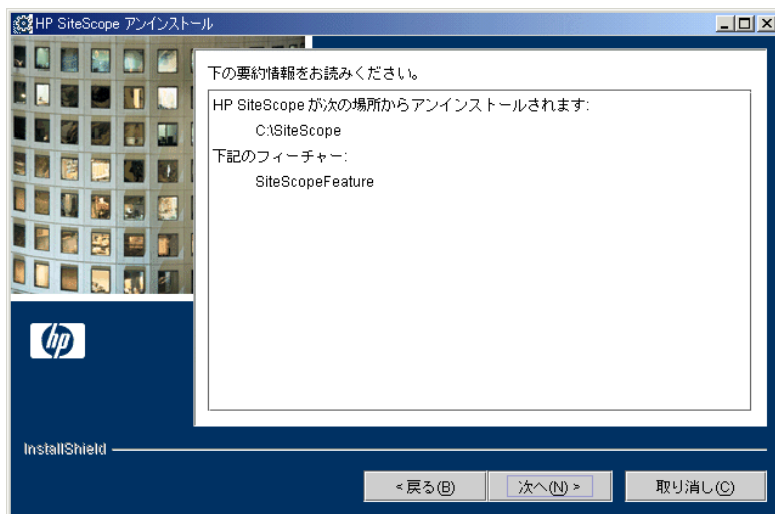 HP SiteScope アンインストール
下の要約情報をお読みください。
HP SiteScope が次の場所からアンインストールされます:
C:\SiteScope
下記のフィーチャー:
SiteScopeFeature
hp
InstallShield
< 戻る(B)
次へ(N) >
取り消し(C)